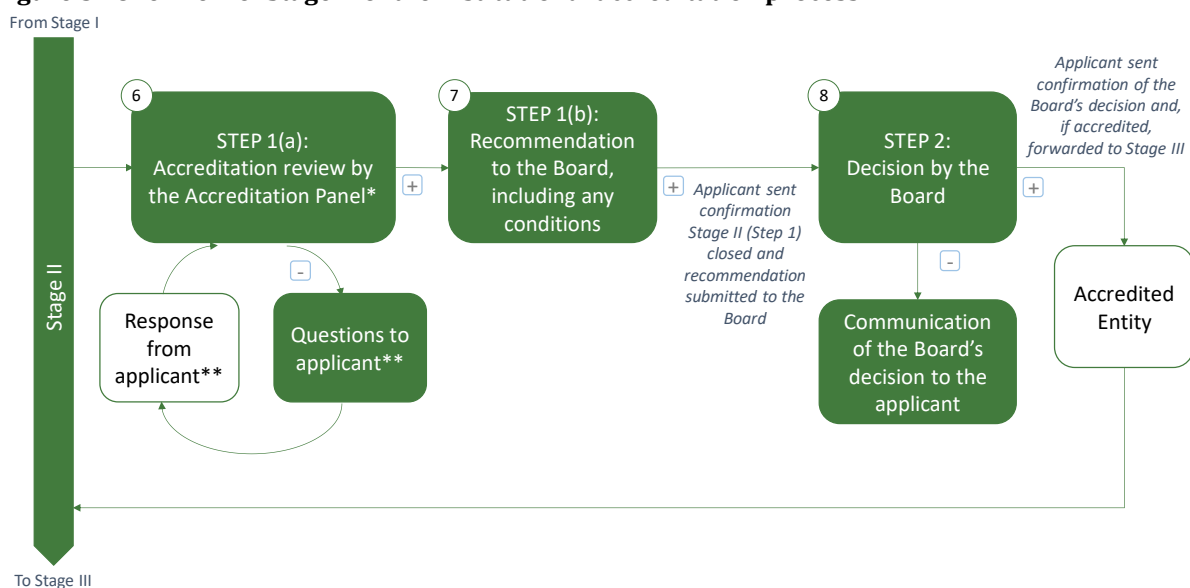 From Stage I
Stage II
To Stage III
6
STEP 1(a):
Accreditation review by
the Accreditation Panel*
+
-
Response
from
applicant**
Questions to
applicant**
7
STEP 1(b):
Recommendation
to the Board,
including any
conditions
+
Applicant sent
confirmation
Stage II (Step 1)
closed and
recommendation
submitted to the
Board
8
STEP 2:
Decision by the
Board
+
-
Communication
of the Board's
decision to the
applicant
Applicant sent
confirmation of the
Board's decision and,
if accredited,
forwarded to Stage III
Accredited
Entity